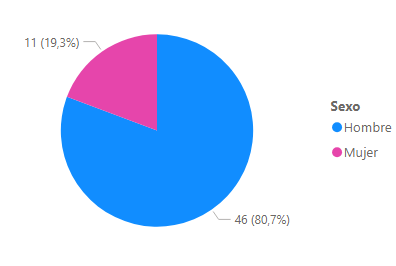 11 (19,3%)
Sexo
Hombre
Mujer
46 (80,7%)